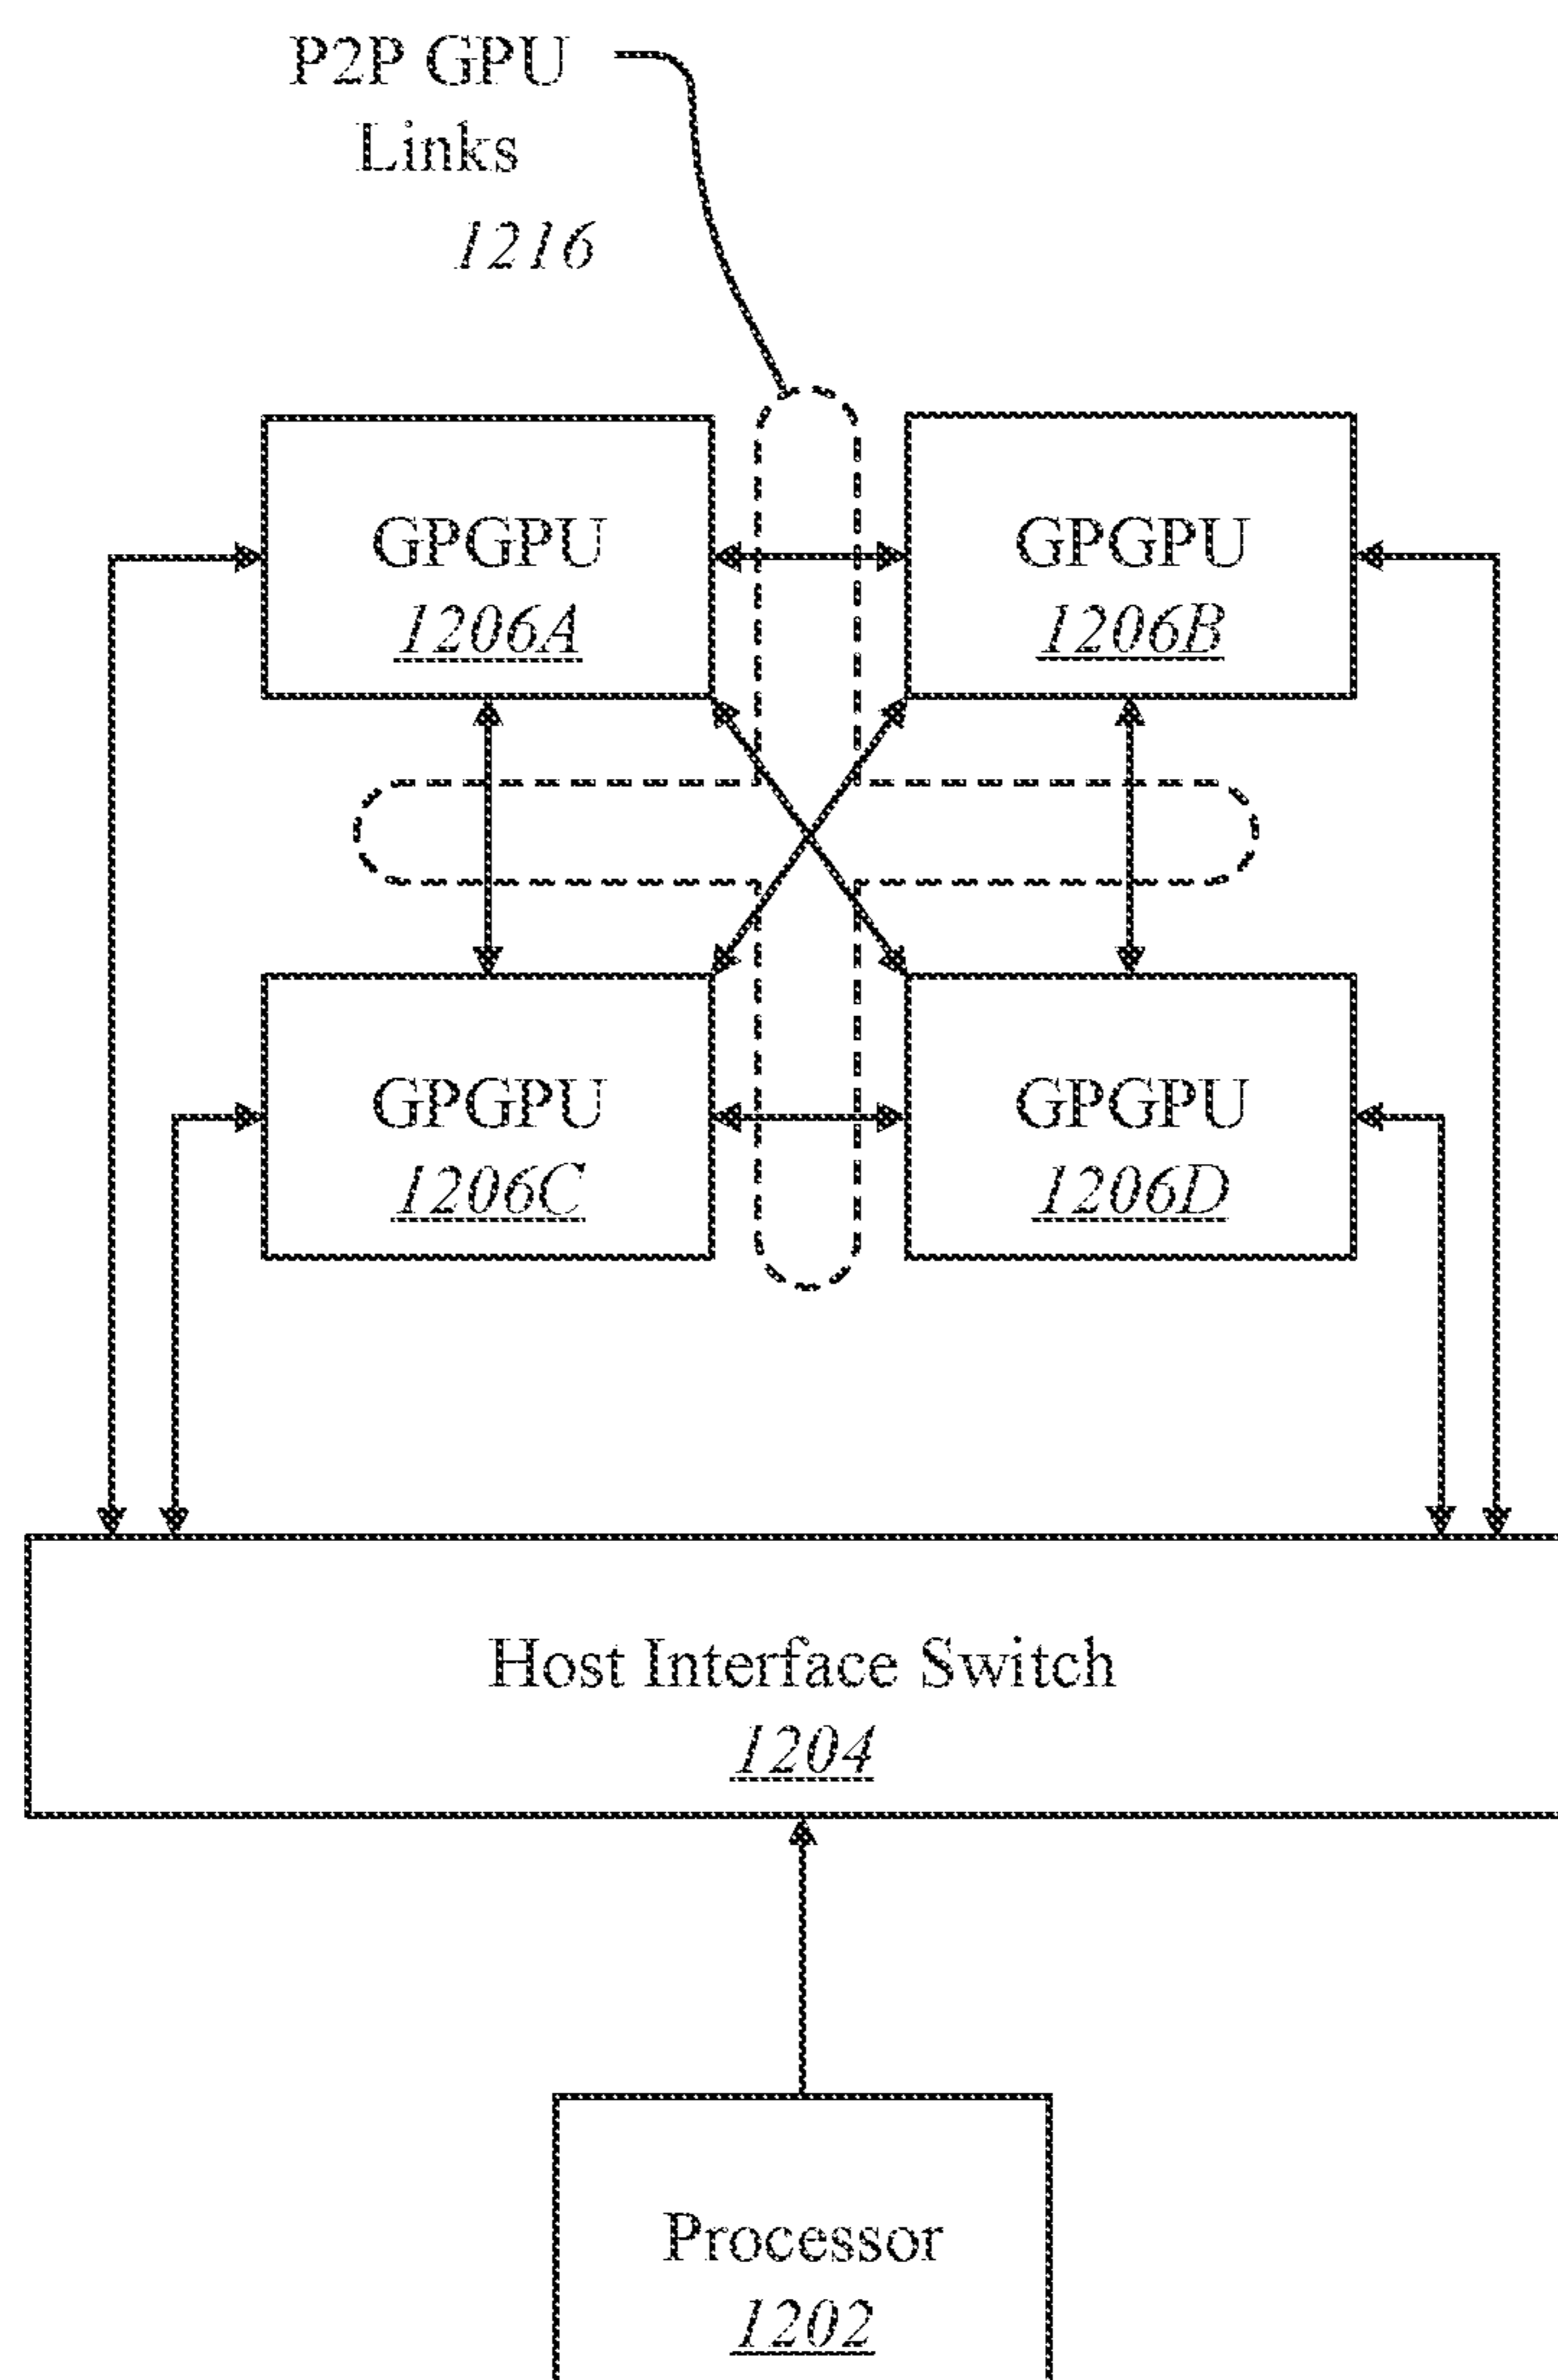 P2P GPU
Links
1216
GPGPU
1206A
GPGPU
1206B
GPGPU
1206C
GPGPU
1206D
Host Interface Switch
1204
Processor
1202